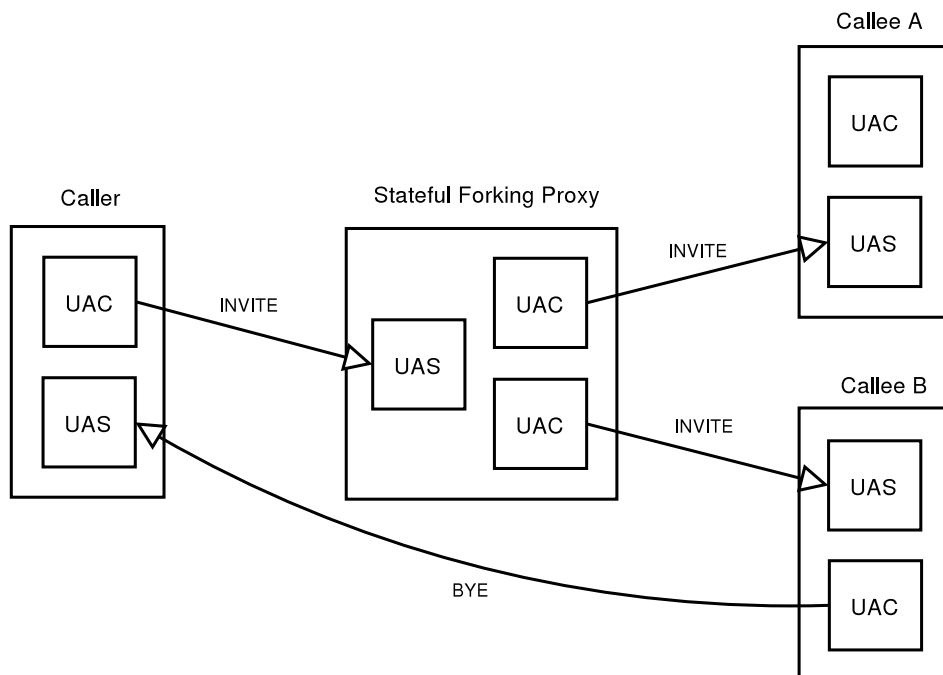 Callee A
UAC
UAS
Caller
UAC
UAS
INVITE
Stateful Forking Proxy
UAS
UAC
UAC
INVITE
INVITE
Callee B
UAS
UAC
BYE